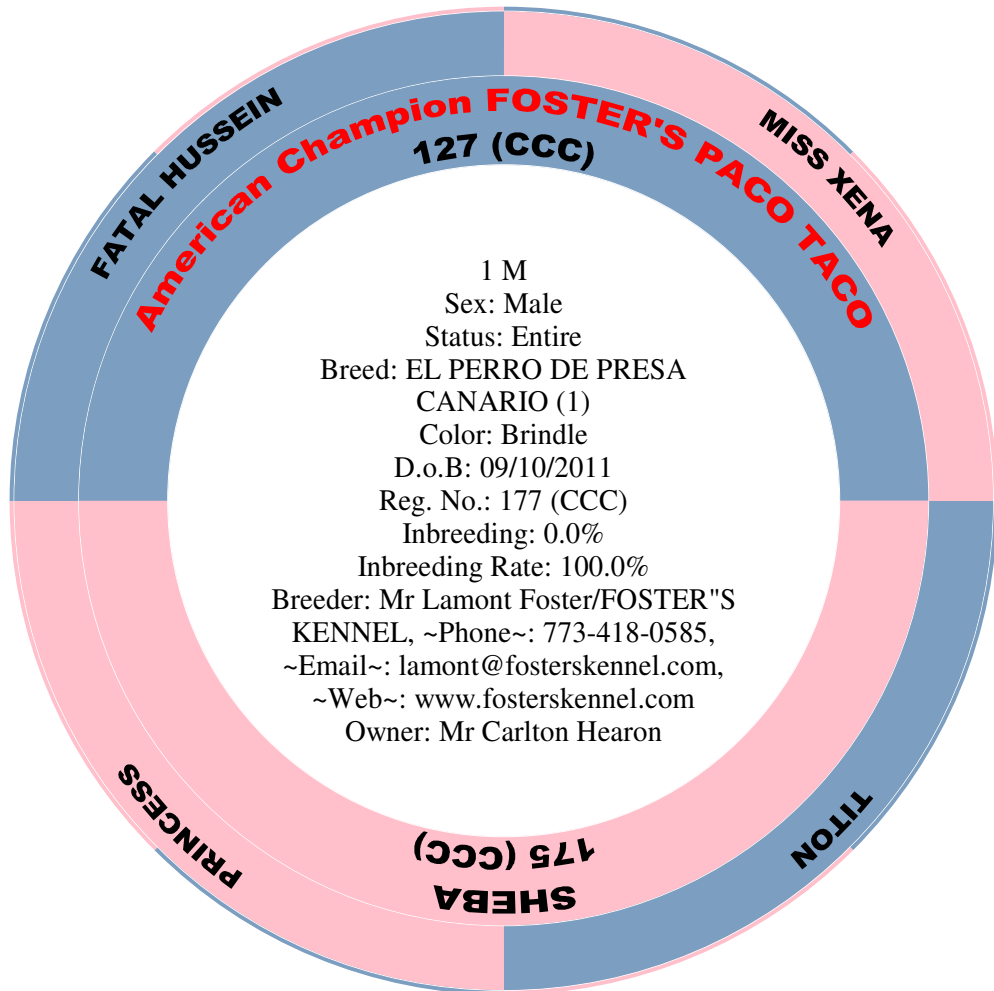 FATAL HUSSEIN
MISS XENA
American Champion FOSTER'S PACO TACO
127 (CCC)
1 M
Sex: Male
Status: Entire
Breed: EL PERRO DE PRESA
CANARIO (1)
Color: Brindle
D.o.B: 09/10/2011
Reg. No.: 177 (CCC)
Inbreeding: 0.0%
Inbreeding Rate: 100.0%
Breeder: Mr Lamont Foster/FOSTER"S
KENNEL, ~Phone~: 773-418-0585,
~Email~: lamont@fosterskennel.com,
~Web~: www.fosterskennel.com
Owner: Mr Carlton Hearon
SHEBA
175 (CCC)
TITON
PRINCESS